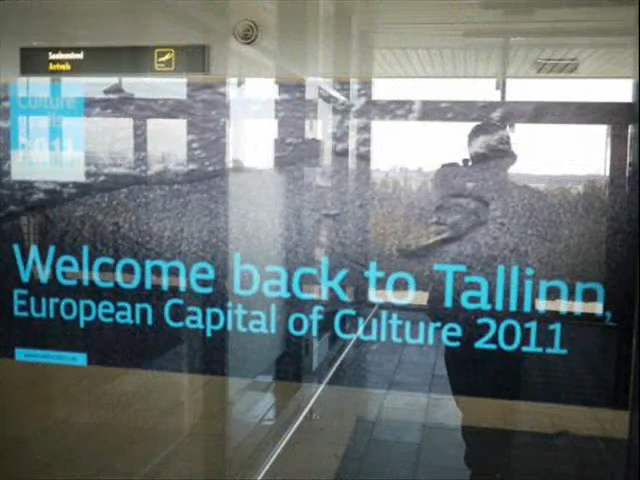 Saabumised
Arrivals
Culture
2011
Welcome back to Tallinn,
European Capital of Culture 2011